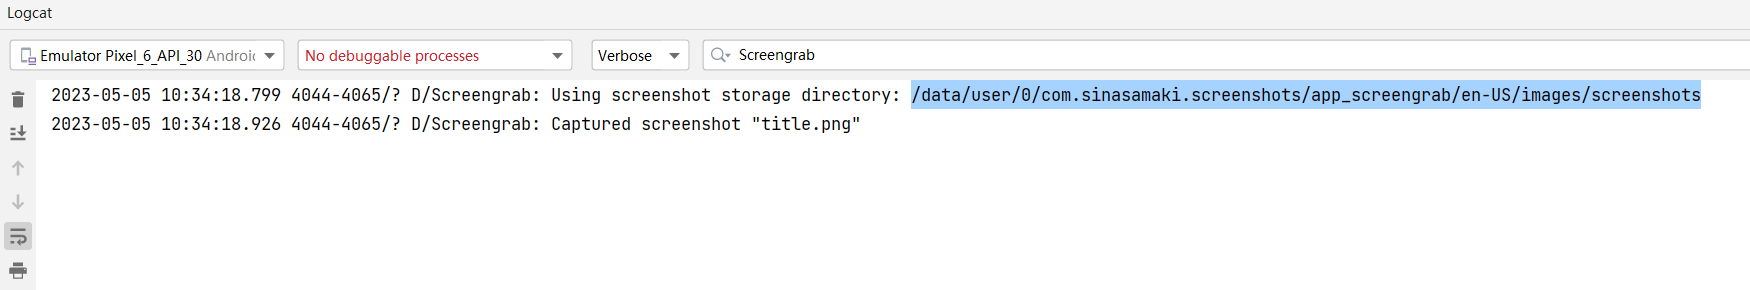 Logcat
Emulator Pixel_6_API_30 Android
No debuggable processes
Verbose
Screengrab
2023-05-05 10:34:18.799 4044-4065/? D/Screengrab: Using screenshot storage directory: /data/user/0/com.sinasamaki.screenshots/app_screengrab/en-US/images/screenshots
2023-05-05 10:34:18.926 4044-4065/? D/Screengrab: Captured screenshot "title.png"